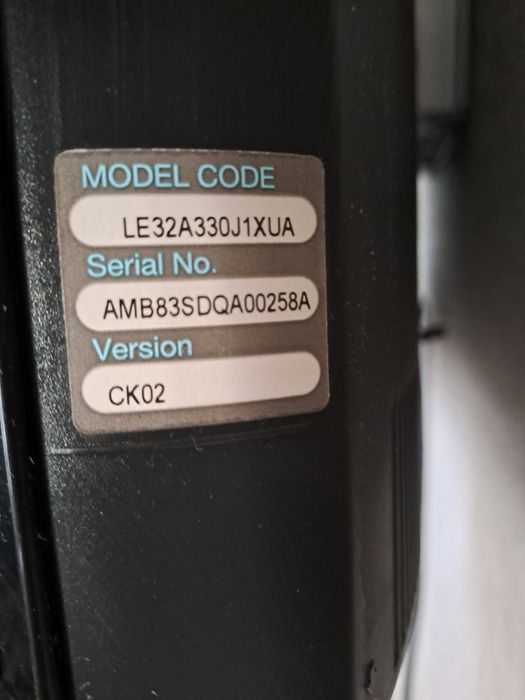 MODEL CODE
LE32A330J1XUA
Serial No.
AMB83SDQA00258A
Version
CK02